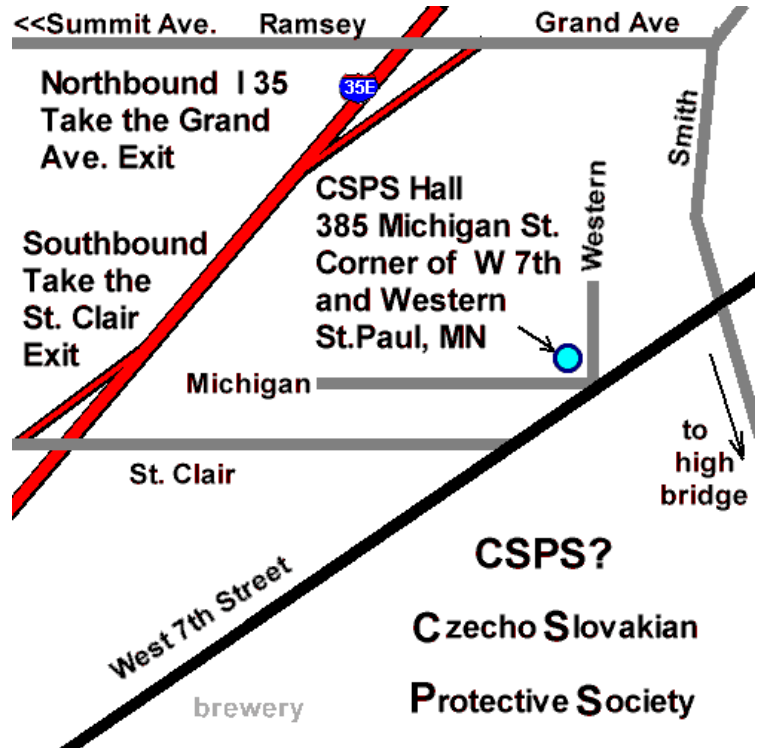 <<Summit Ave. Ramsey Grand Ave
Northbound I 35
Take the Grand
Ave. Exit
35E
Smith
CSPS Hall
385 Michigan St.
Corner of W 7th
and Western
St.Paul, MN
Western
Southbound
Take the
St. Clair
Exit
Michigan
St. Clair
to
high
bridge
West 7th Street
CSPS?
Czecho Slovakian
Protective Society
brewery